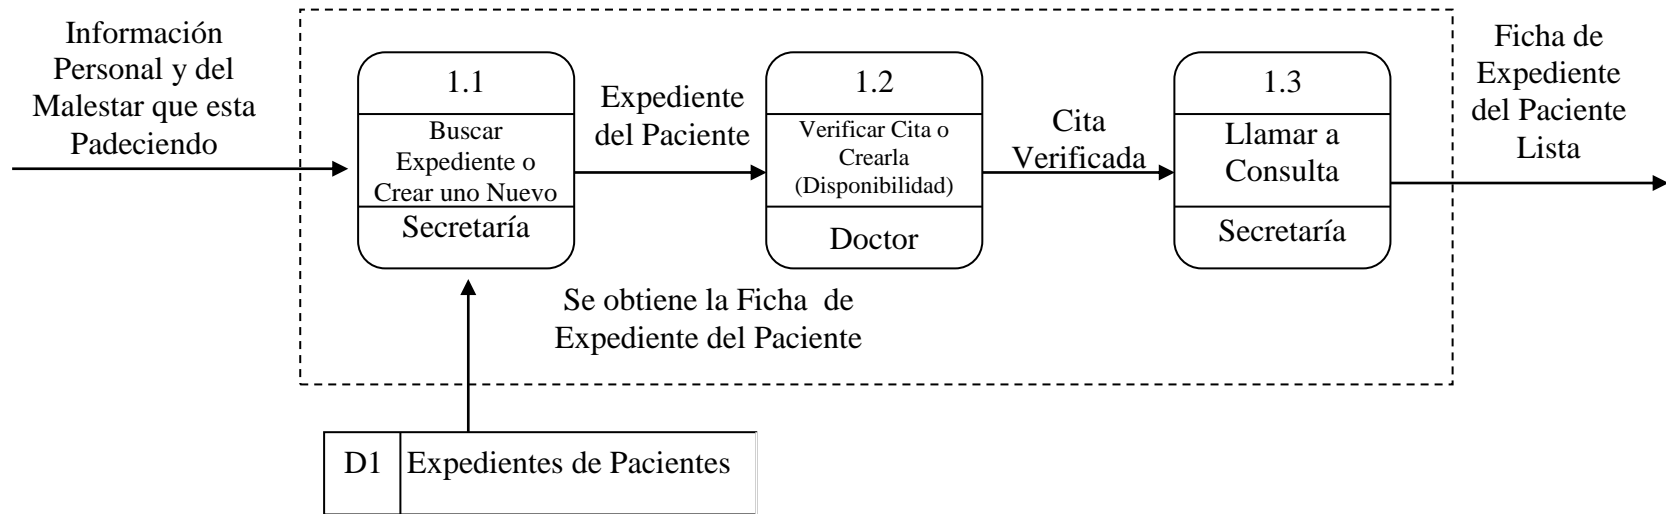 Información
Personal y del
Malestar que esta
Padeciendo
1.1
Buscar
Expediente o
Crear uno Nuevo
Secretaría
Expediente
del Paciente
1.2
Verificar Cita o
Crearla
(Disponibilidad)
Doctor
Cita
Verificada
1.3
Llamar a
Consulta
Secretaría
Ficha de
Expediente
del Paciente
Lista
Se obtiene la Ficha de
Expediente del Paciente
D1
Expedientes de Pacientes